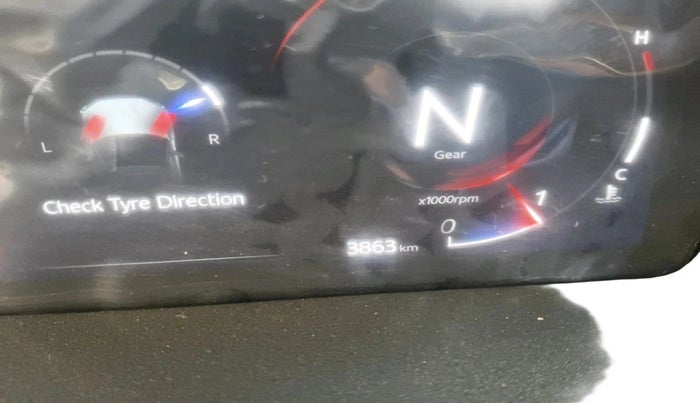 H
L
R
N
Gear
C
Check Tyre Direction
x1000rpm
1
0
3863 km